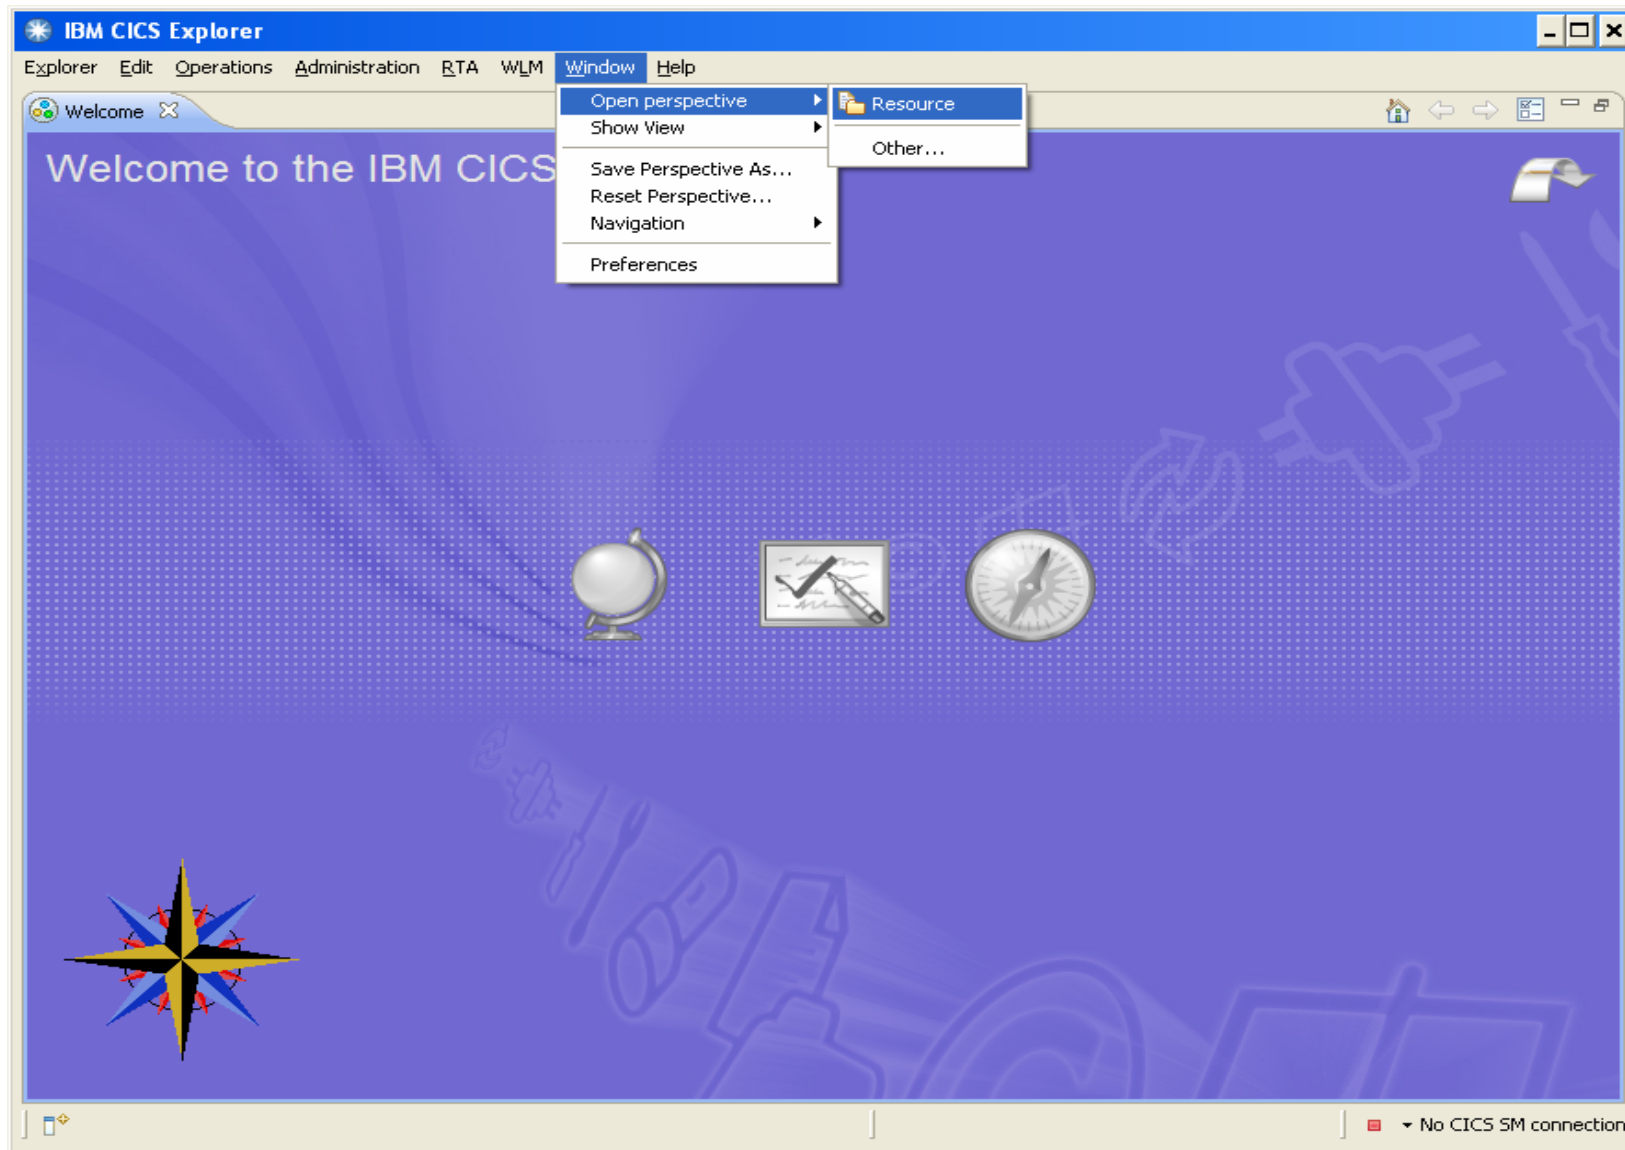 IBM CICS Explorer
Explorer Edit Operations Administration RTA WLM Window Help
Welcome
Open perspective
Show View
Save Perspective As...
Reset Perspective...
Navigation
Preferences
Resource
Other...
Welcome to the IBM CICS
No CICS SM connection